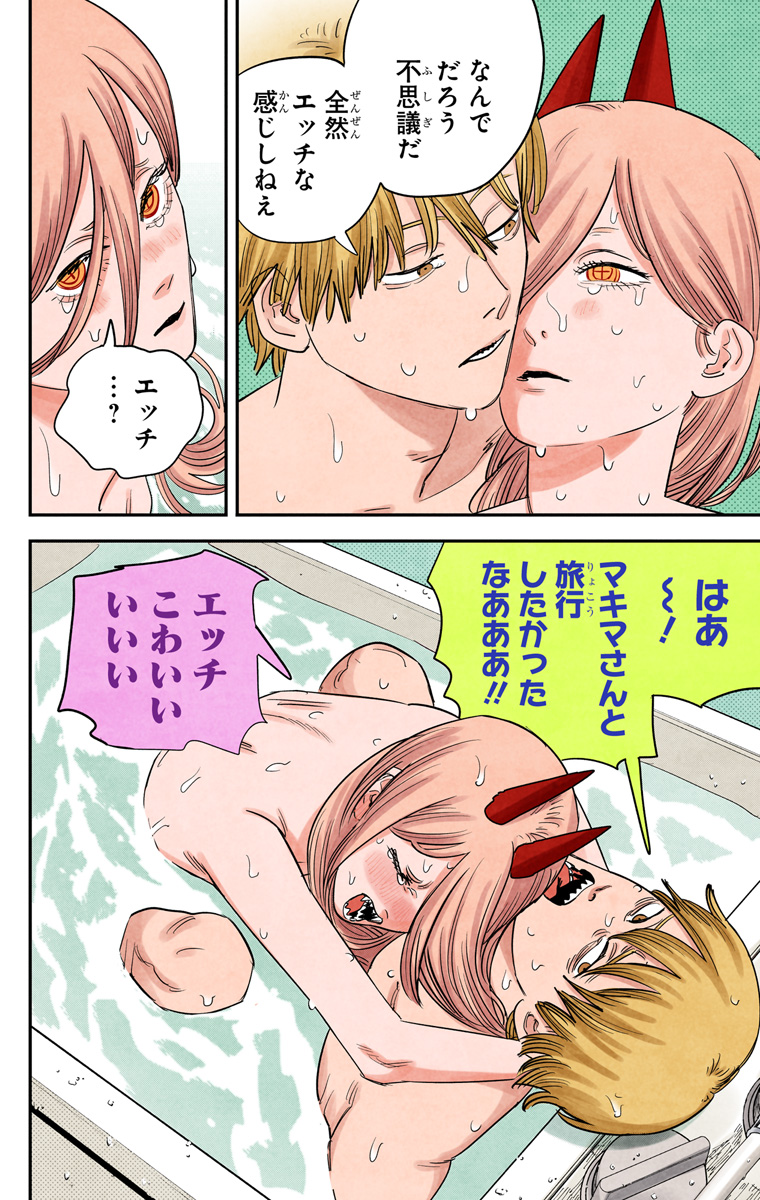 なんで
だろう
不思議だ
全然
エッチな
感じしねえ
エッチ
…?
はあ
〜!
マキマさんと
旅行
したかった
なあああ!!
エッチ
こわいい
いいい